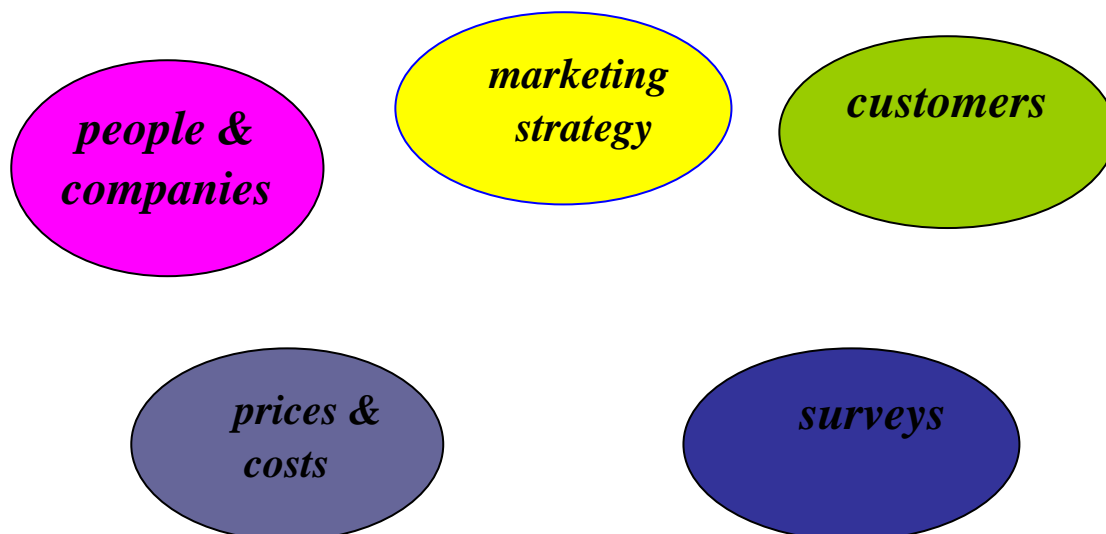 people &
companies
marketing
strategy
customers
prices &
costs
surveys